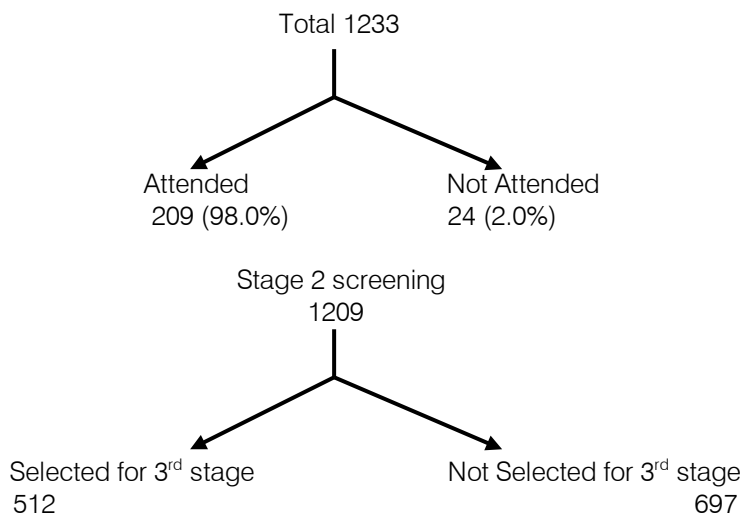 Total 1233
Attended Not Attended
209 (98.0%) 24 (2.0%)
Stage 2 screening
1209
Selected for 3rd stage Not Selected for 3rd stage
512 697